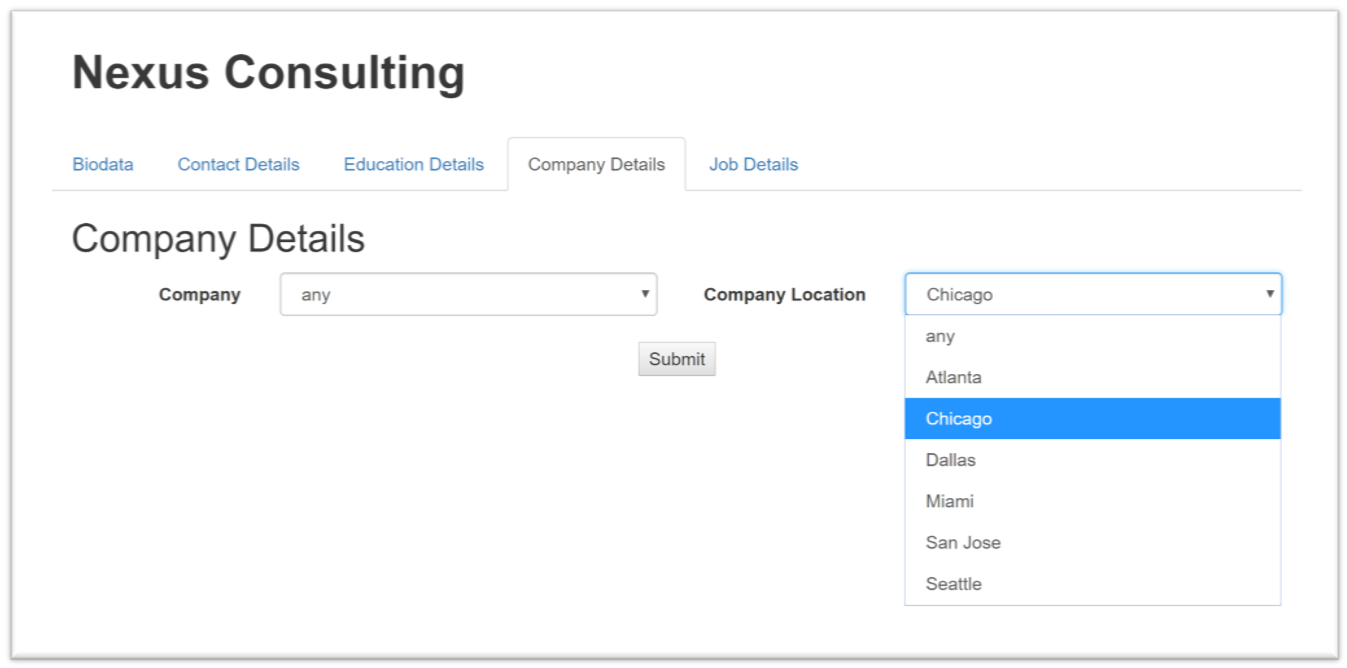 Nexus Consulting
Biodata Contact Details Education Details Company Details Job Details
Company Details
Company any Company Location Chicago
Submit
any
Atlanta
Chicago
Dallas
Miami
San Jose
Seattle